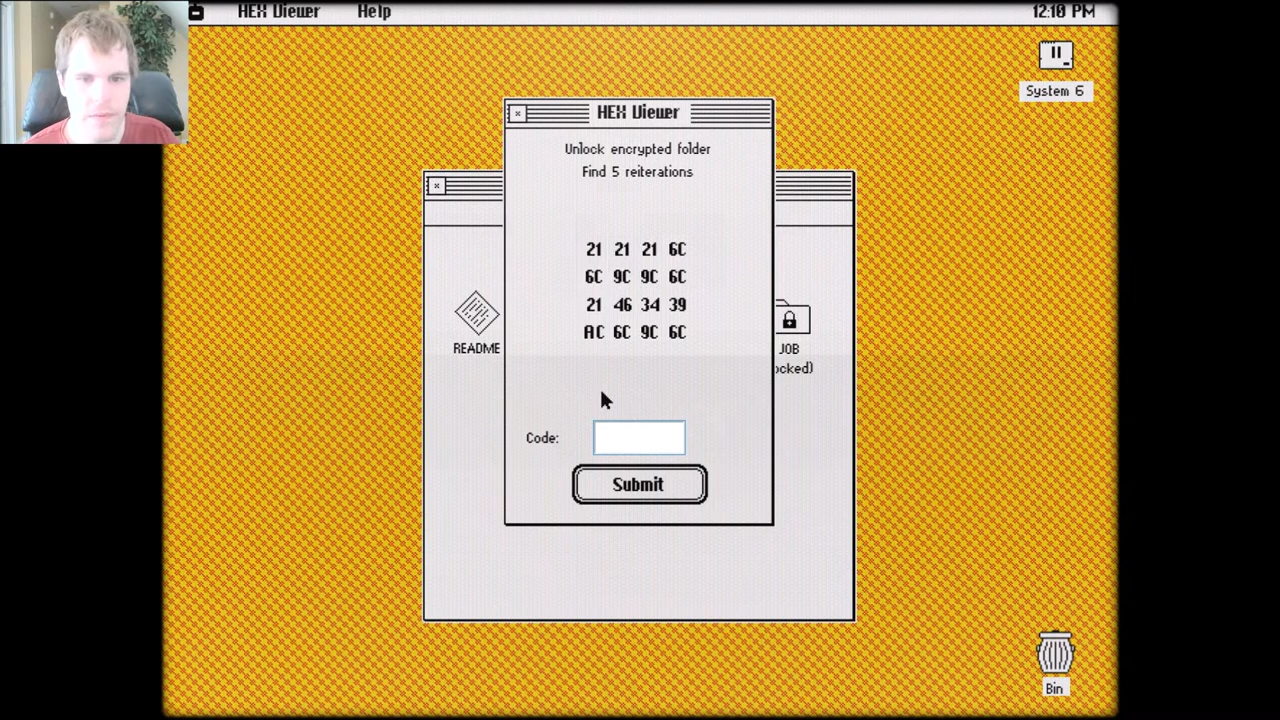 HEX Viewer Help 12:10 PM
System 6
HEX Viewer
Unlock encrypted folder
Find 5 reiterations
21 21 21 6C
6C 9C 9C 6C
21 46 34 39
AC 6C 9C 6C
README
JOB
ocked)
Code:
Submit
Bin